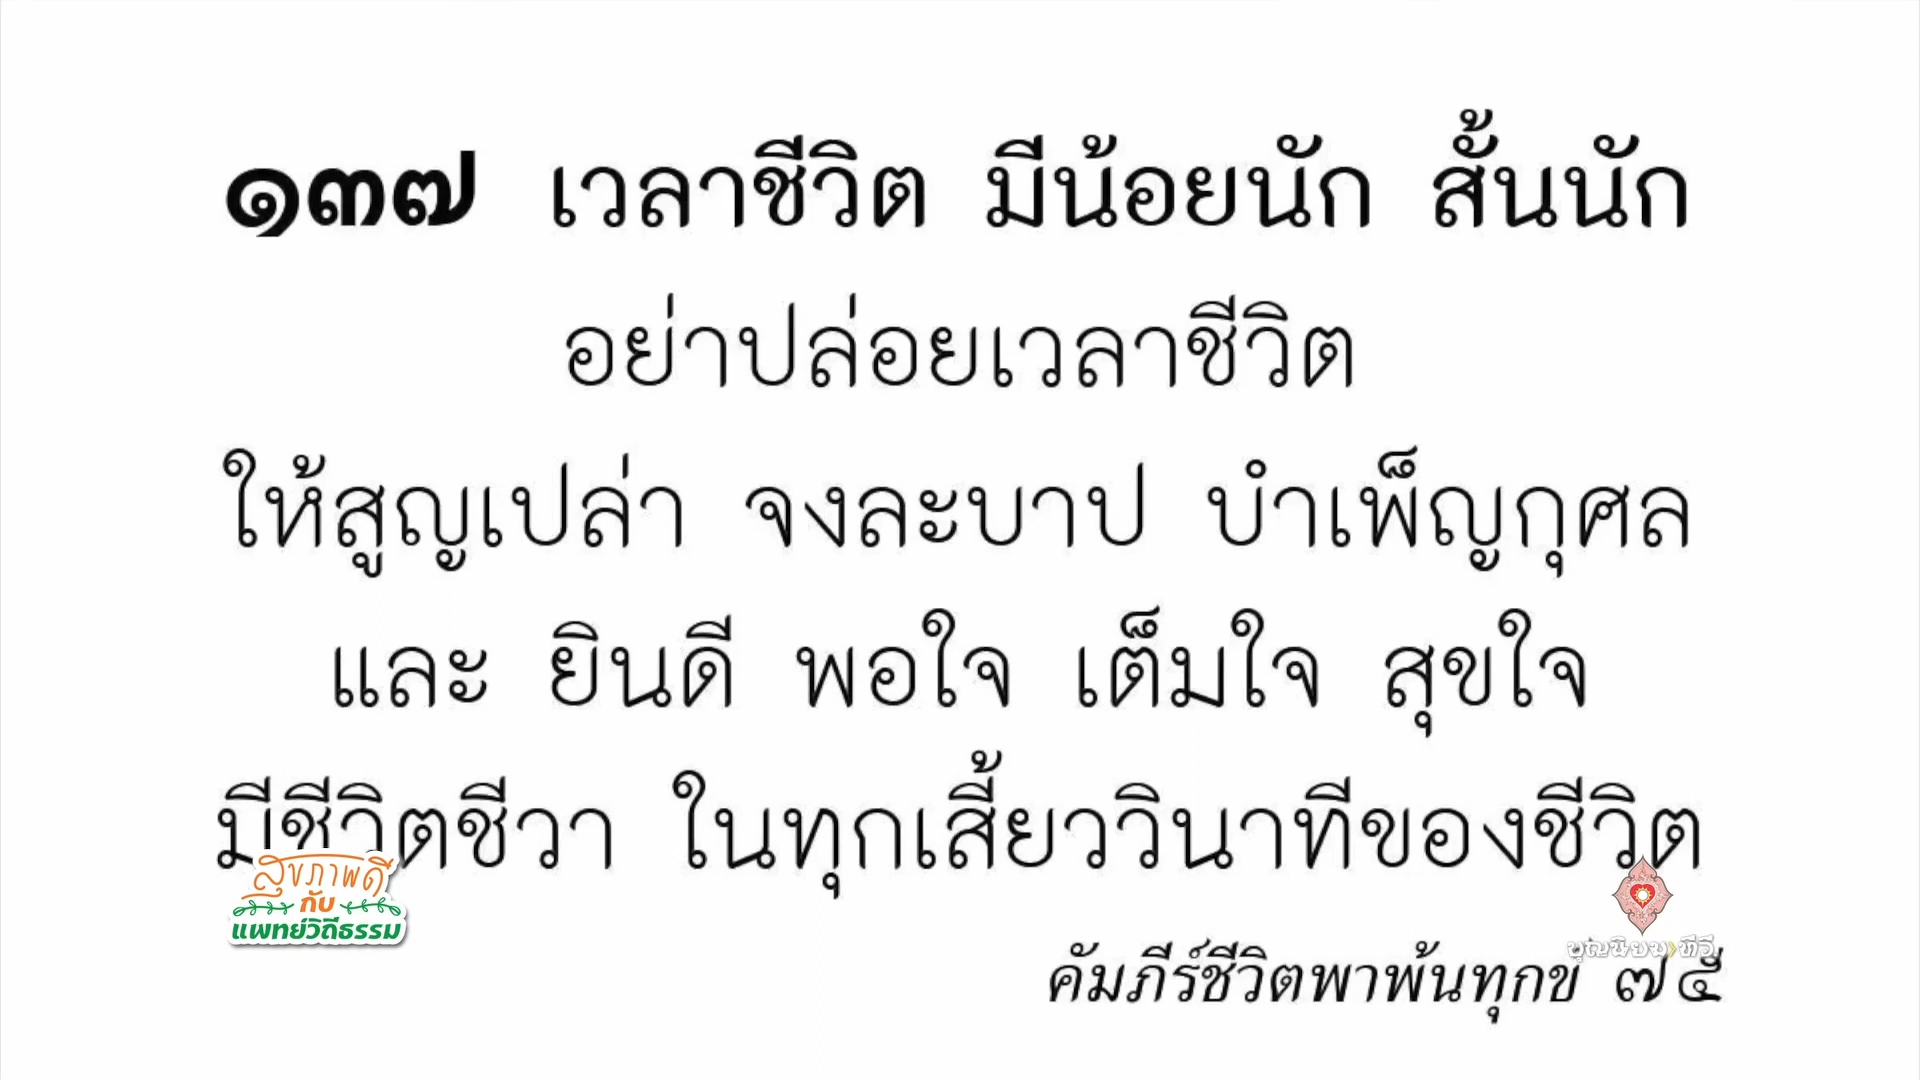 ๑๓๗ เวลาชีวิต มีน้อยนัก สั้นนัก
อย่าปล่อยเวลาชีวิต
ให้สูญเปล่า จงละบาป บำเพ็ญกุศล
และ ยินดี พอใจ เต็มใจ สุขใจ
มีชีวิตชีวา ในทุกเสี้ยววินาทีของชีวิต
สุขภาพดี
กับ
แพทย์วิถีธรรม
บุญนิยม ทีวี
คัมภีร์ชีวิตพาพ้นทุกข ๗๕